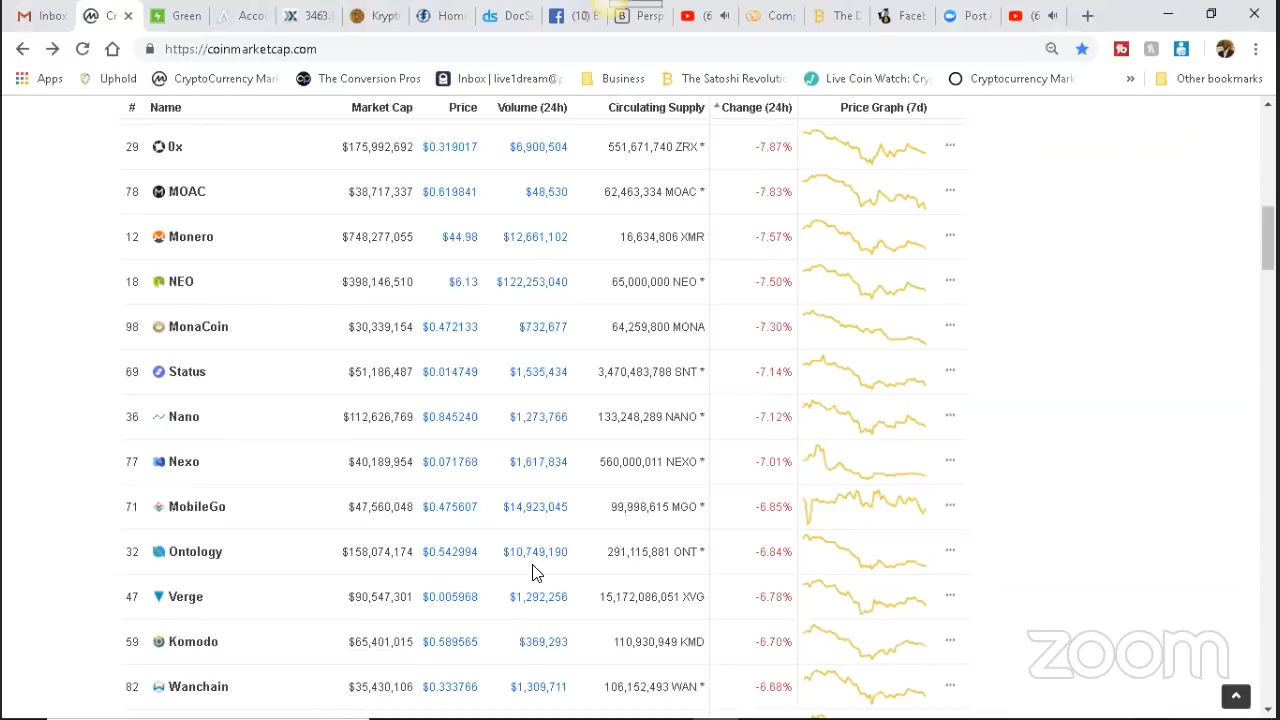 Inbox Cr Green Acco 3463. Krypt Hom Doc (10) Persp (6 Comp The D Faceb Post (6
https://coinmarketcap.com
Apps Uphold CryptoCurrency Mar The Conversion Pros Inbox | live1dream@ Business The Satoshi Revolutio Live Coin Watch: Cry Cryptocurrency Mark » Other bookmarks
# Name Market Cap Price Volume (24h) Circulating Supply Change (24h) Price Graph (7d)
29 0x $175,992,692 $0.319017 $6,900,504 551,671,740 ZRX * -7.87%
78 MOAC $38,717,337 $0.619841 $48,530 62,463,334 MOAC * -7.83%
12 Monero $748,277,055 $44.98 $12,661,102 16,634,806 XMR -7.57%
18 NEO $398,146,510 $6.13 $122,253,040 65,000,000 NEO * -7.50%
98 MonaCoin $30,339,154 $0.472133 $732,677 64,259,800 MONA -7.30%
69 Status $51,186,487 $0.014749 $1,535,434 3,470,483,788 SNT * -7.14%
36 Nano $112,626,769 $0.845240 $1,273,766 133,248,289 NANO * -7.12%
77 Nexo $40,189,954 $0.071768 $1,617,834 560,000,011 NEXO * -7.01%
71 MobileGo $47,560,048 $0.475607 $14,923,045 99,998,615 MGO * -6.85%
32 Ontology $158,074,174 $0.542994 $10,749,190 291,115,881 ONT * -6.84%
47 Verge $90,547,301 $0.005968 $1,292,256 15,172,086,051 XVG -6.78%
59 Komodo $65,401,015 $0.589565 $369,293 110,930,949 KMD -6.70%
82 Wanchain $35,430,106 $0.333766 $1,309,711 106,152,493 WAN * -6.68%
zoom